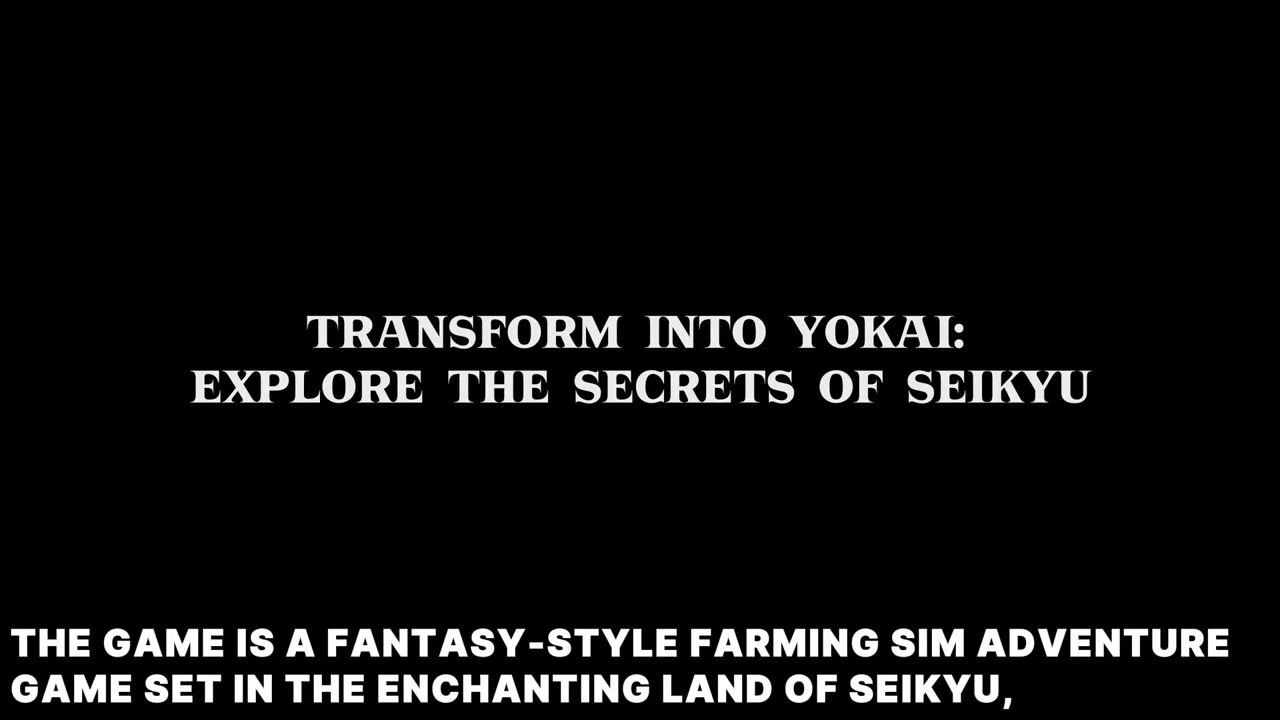 TRANSFORM INTO YOKAI:
EXPLORE THE SECRETS OF SEIKYU
THE GAME IS A FANTASY-STYLE FARMING SIM ADVENTURE
GAME SET IN THE ENCHANTING LAND OF SEIKYU,